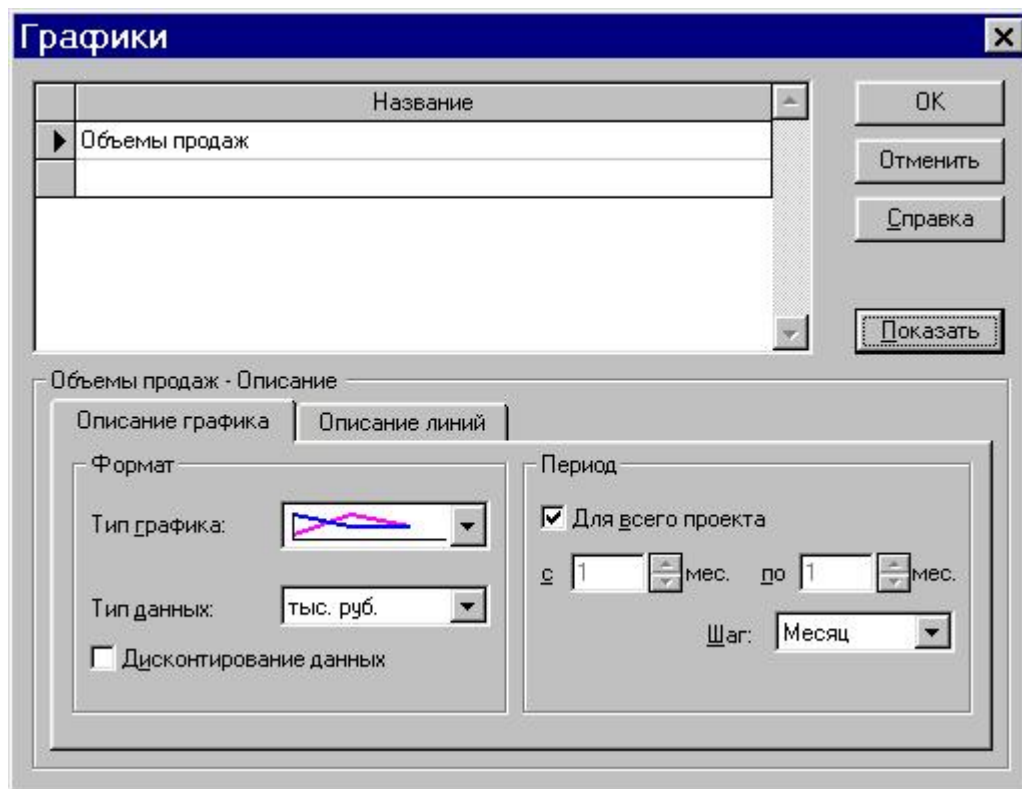 Графики
Название
Объемы продаж
OK
Отменить
Справка
Показать
Объемы продаж - Описание
Описание графика Описание линий
Формат
Тип графика:
Тип данных: тыс. руб.
Дисконтирование данных
Период
Для всего проекта
с 1 мес. по 1 мес.
Шаг: Месяц